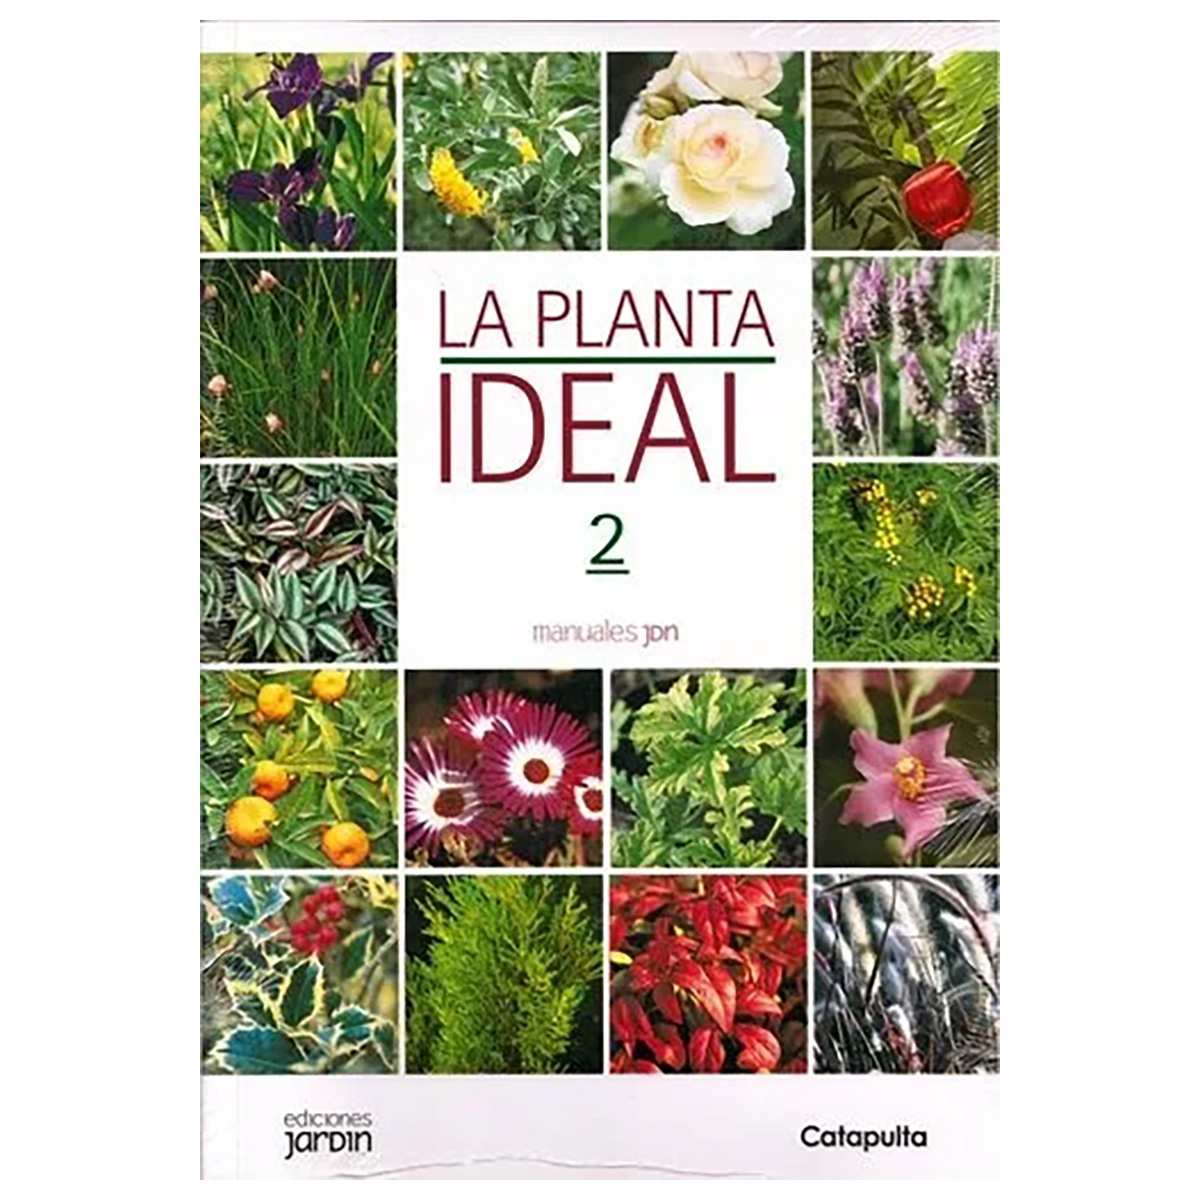 LA PLANTA
IDEAL
2
manuales JDN
ediciones
JARDIN
Catapulta